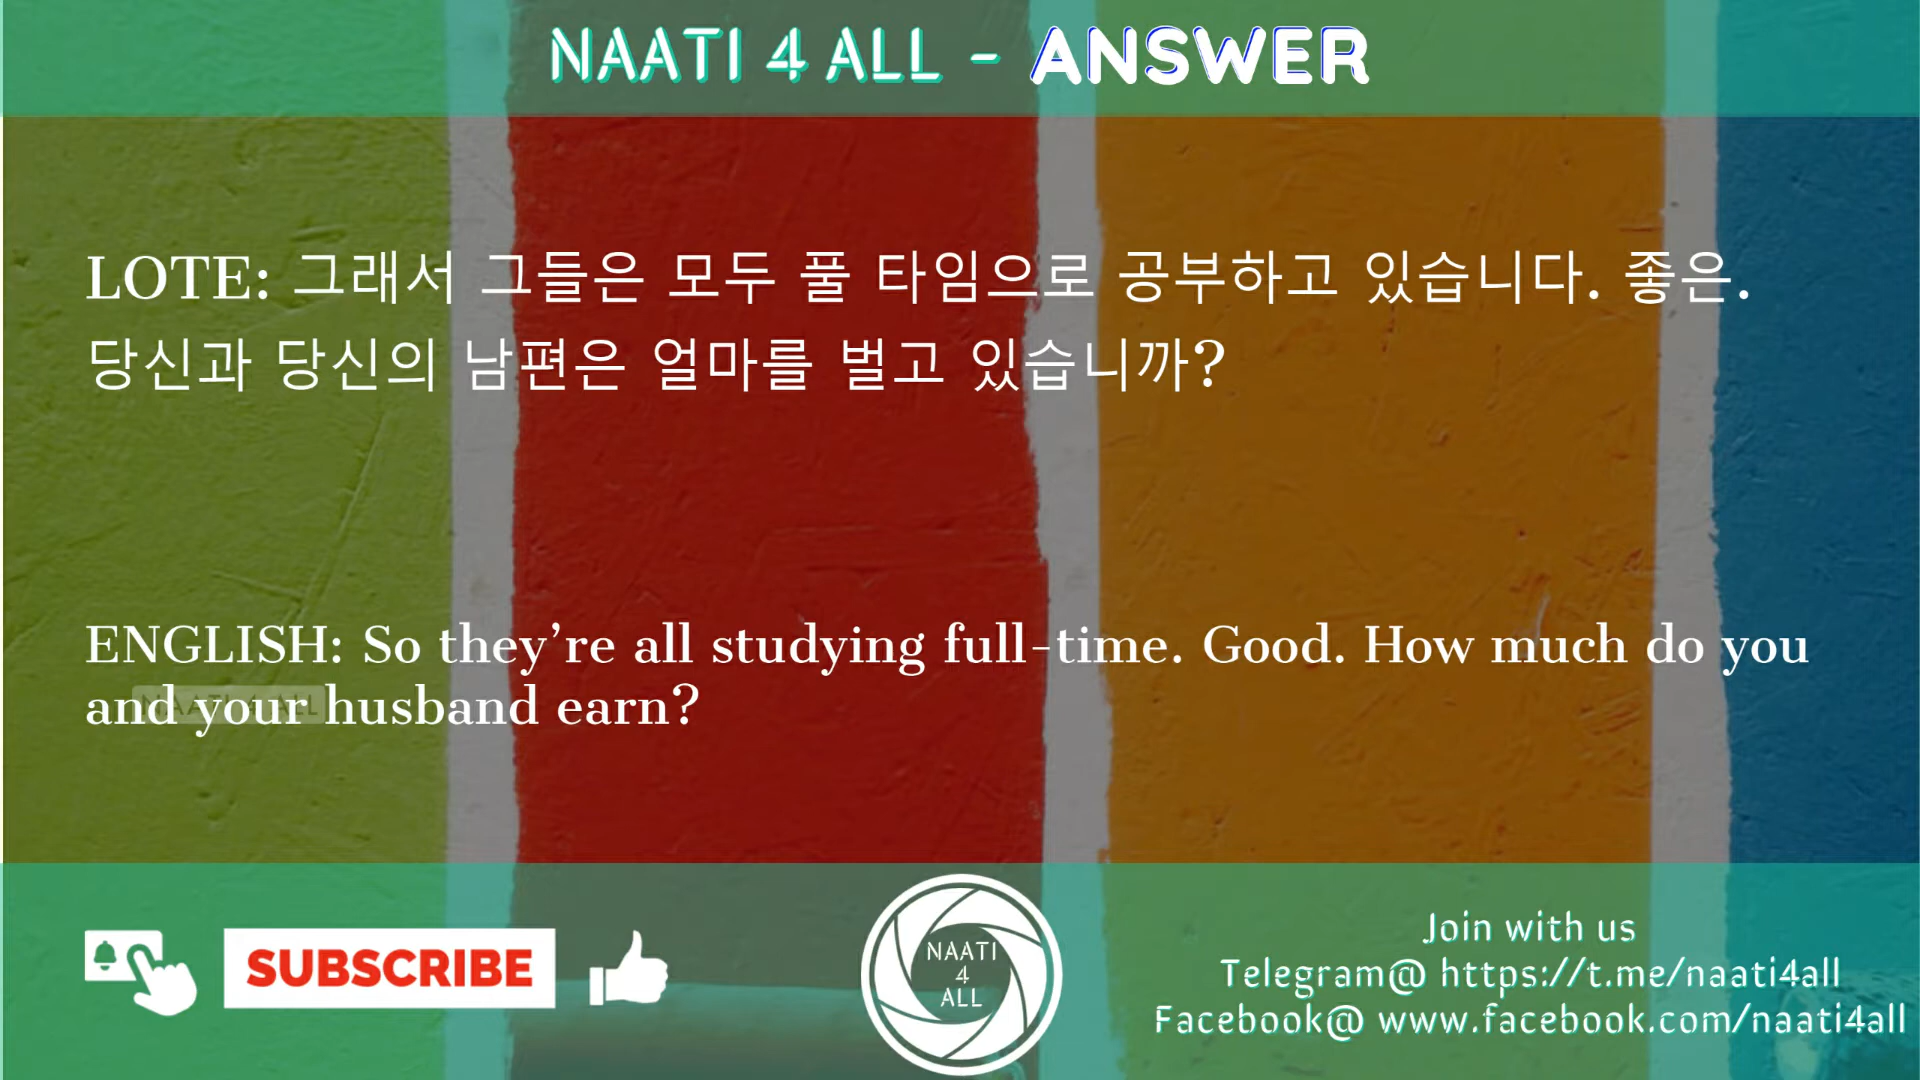 NAATI 4 ALL - ANSWER
LOTE: 그래서 그들은 모두 풀 타임으로 공부하고 있습니다. 좋은.
당신과 당신의 남편은 얼마를 벌고 있습니까?
ENGLISH: So they’re all studying full-time. Good. How much do you
and your husband earn?
NAATI 4 ALL
SUBSCRIBE
NAATI
4
ALL
Join with us
Telegram@ https://t.me/naati4all
Facebook@ www.facebook.com/naati4all